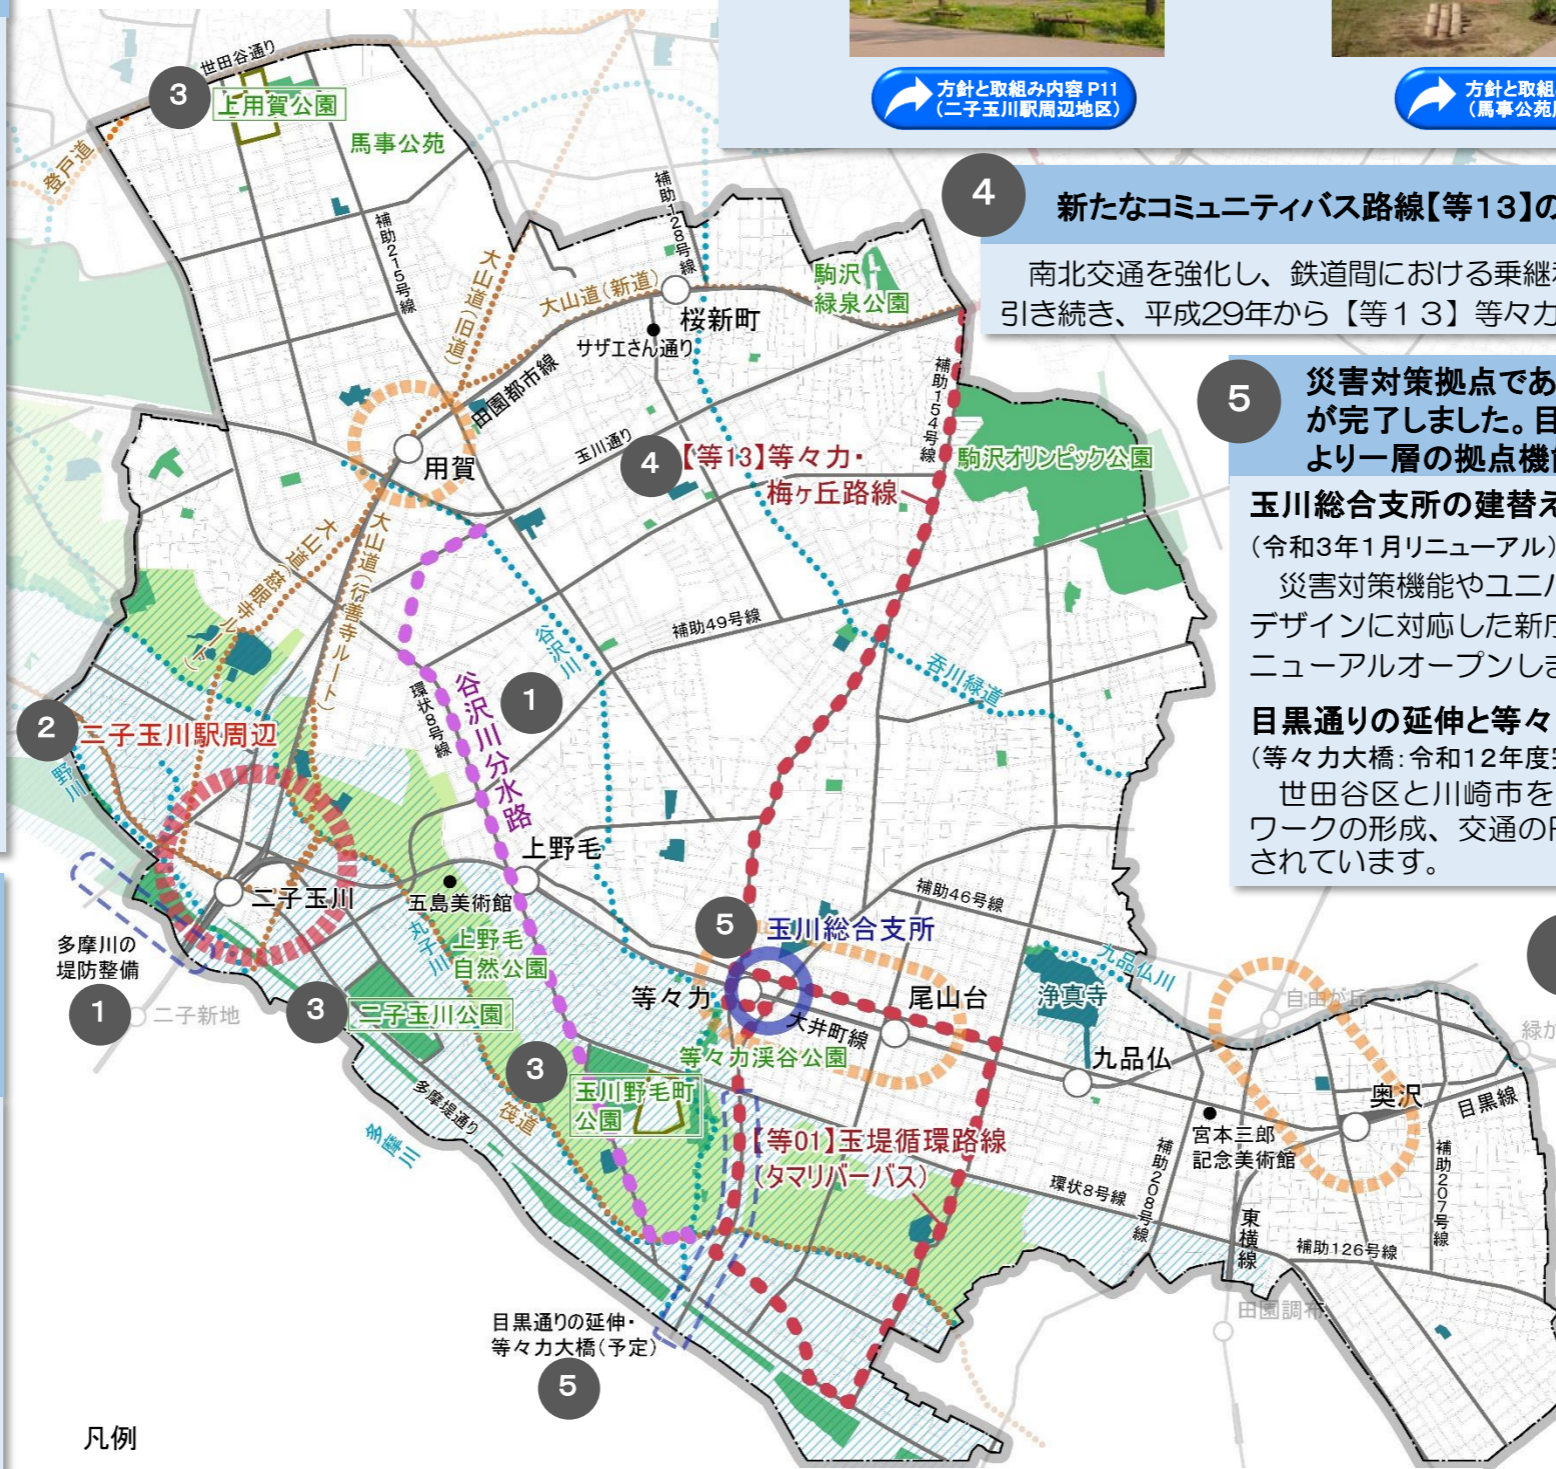 方針と取組み内容 P11
(二子玉川駅周辺地区)
方針と取組
(馬事公苑
4
新たなコミュニティバス路線【等13】の
南北交通を強化し、鉄道間における乗継
引き続き、平成29年から【等13】等々力
5
災害対策拠点であ
が完了しました。目
より一層の拠点機能
玉川総合支所の建替え
(令和3年1月リニューアル)
災害対策機能やユニバ
デザインに対応した新庁
ニューアルオープンしま
目黒通りの延伸と等々
(等々力大橋:令和12年度
世田谷区と川崎市を
ワークの形成、交通の
されています。
世田谷通り
3
上用賀公園
馬事公苑
登戸道
補助215号線
補助128号線
大山道(旧道)
大山道(新道)
桜新町
サザエさん通り
駒沢
緑泉公園
田園都市線
用賀
玉川通り
4
【等13】等々力・
梅ヶ丘路線
補助154号線
駒沢オリンピック公園
大山道(慈眼寺ルート)
大山道(行善寺ルート)
谷沢川
補助49号線
呑川緑道
環状8号線
谷沢川分水路
1
2
二子玉川駅周辺
野川
上野毛
二子玉川
五島美術館
丸子川
上野毛
自然公園
補助46号線
5
玉川総合支所
等々力
大井町線
尾山台
浄真寺
九品仏川
九品仏
自由が丘
緑が
多摩川の
堤防整備
1
二子新地
3
二子玉川公園
等々力渓谷公園
3
玉川野毛町
公園
多摩堤通り
筏道
多摩川
【等01】玉堤循環路線
(タマリバーバス)
奥沢
目黒線
宮本三郎
記念美術館
補助208号線
補助207号線
環状8号線
東横線
補助126号線
田園調布
目黒通りの延伸・
等々力大橋(予定)
5
凡例